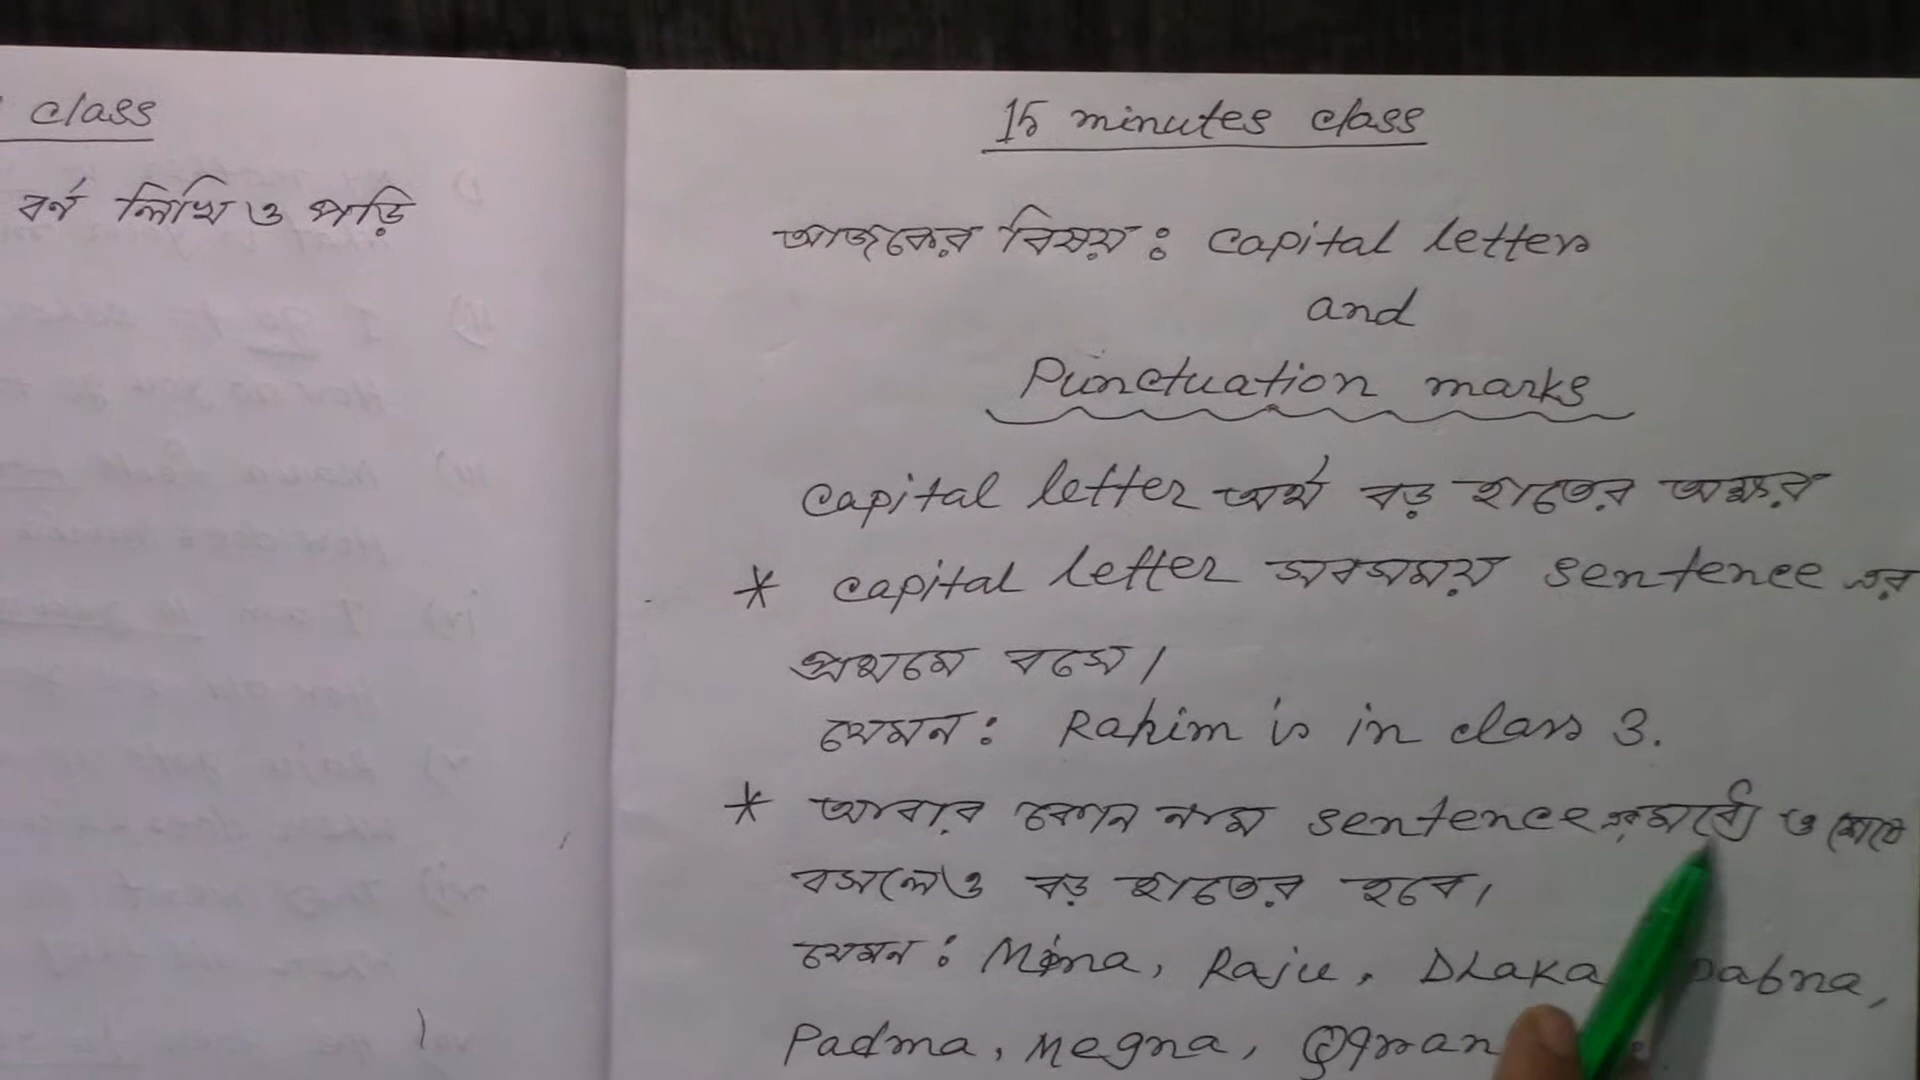 class
বর্ন লিখি ও পড়ি
15 minutes class
আজকের বিষয় : Capital letters
and
Punctuation marks
Capital letter অর্থ বড় হাতের অক্ষর
* Capital letter সবসময় sentence এর
প্রথমে বসে।
যেমন : Rahim is in class 3.
* আবার কোন নাম sentence এর মধ্যে ও শেষে
বসলেও বড় হাতের হবে।
যেমন : Mina, Raju, Dhaka pabna,
Padma, Megna,